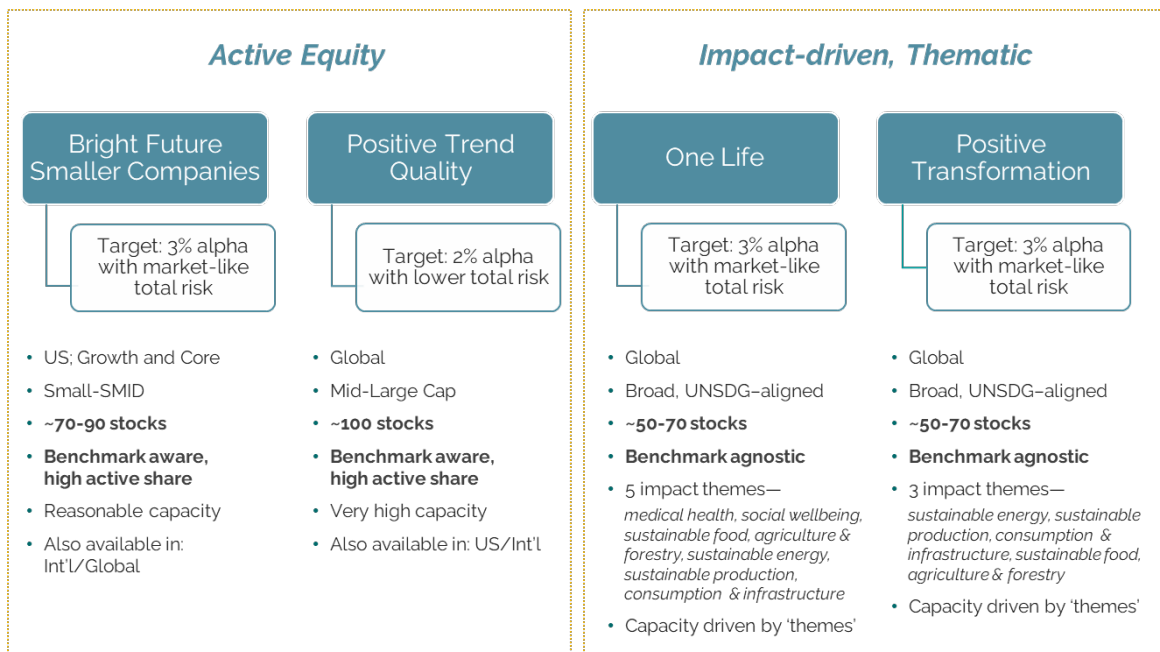 Active Equity
Bright Future
Smaller Companies
Target: 3% alpha
with market-like
total risk
• US; Growth and Core
• Small-SMID
• ~70-90 stocks
• Benchmark aware,
high active share
• Reasonable capacity
• Also available in:
Int'l/Global
Positive Trend
Quality
Target: 2% alpha
with lower total risk
• Global
• Mid-Large Cap
• ~100 stocks
• Benchmark aware,
high active share
• Very high capacity
• Also available in: US/Int'l
Impact-driven, Thematic
One Life
Target: 3% alpha
with market-like
total risk
• Global
• Broad, UNSDG–aligned
• ~50-70 stocks
• Benchmark agnostic
• 5 impact themes—
medical health, social wellbeing,
sustainable food, agriculture &
forestry, sustainable energy,
sustainable production,
consumption & infrastructure
• Capacity driven by ‘themes’
Positive
Transformation
Target: 3% alpha
with market-like
total risk
• Global
• Broad, UNSDG–aligned
• ~50-70 stocks
• Benchmark agnostic
• 3 impact themes—
sustainable energy, sustainable
production, consumption &
infrastructure, sustainable food,
agriculture & forestry
• Capacity driven by ‘themes’